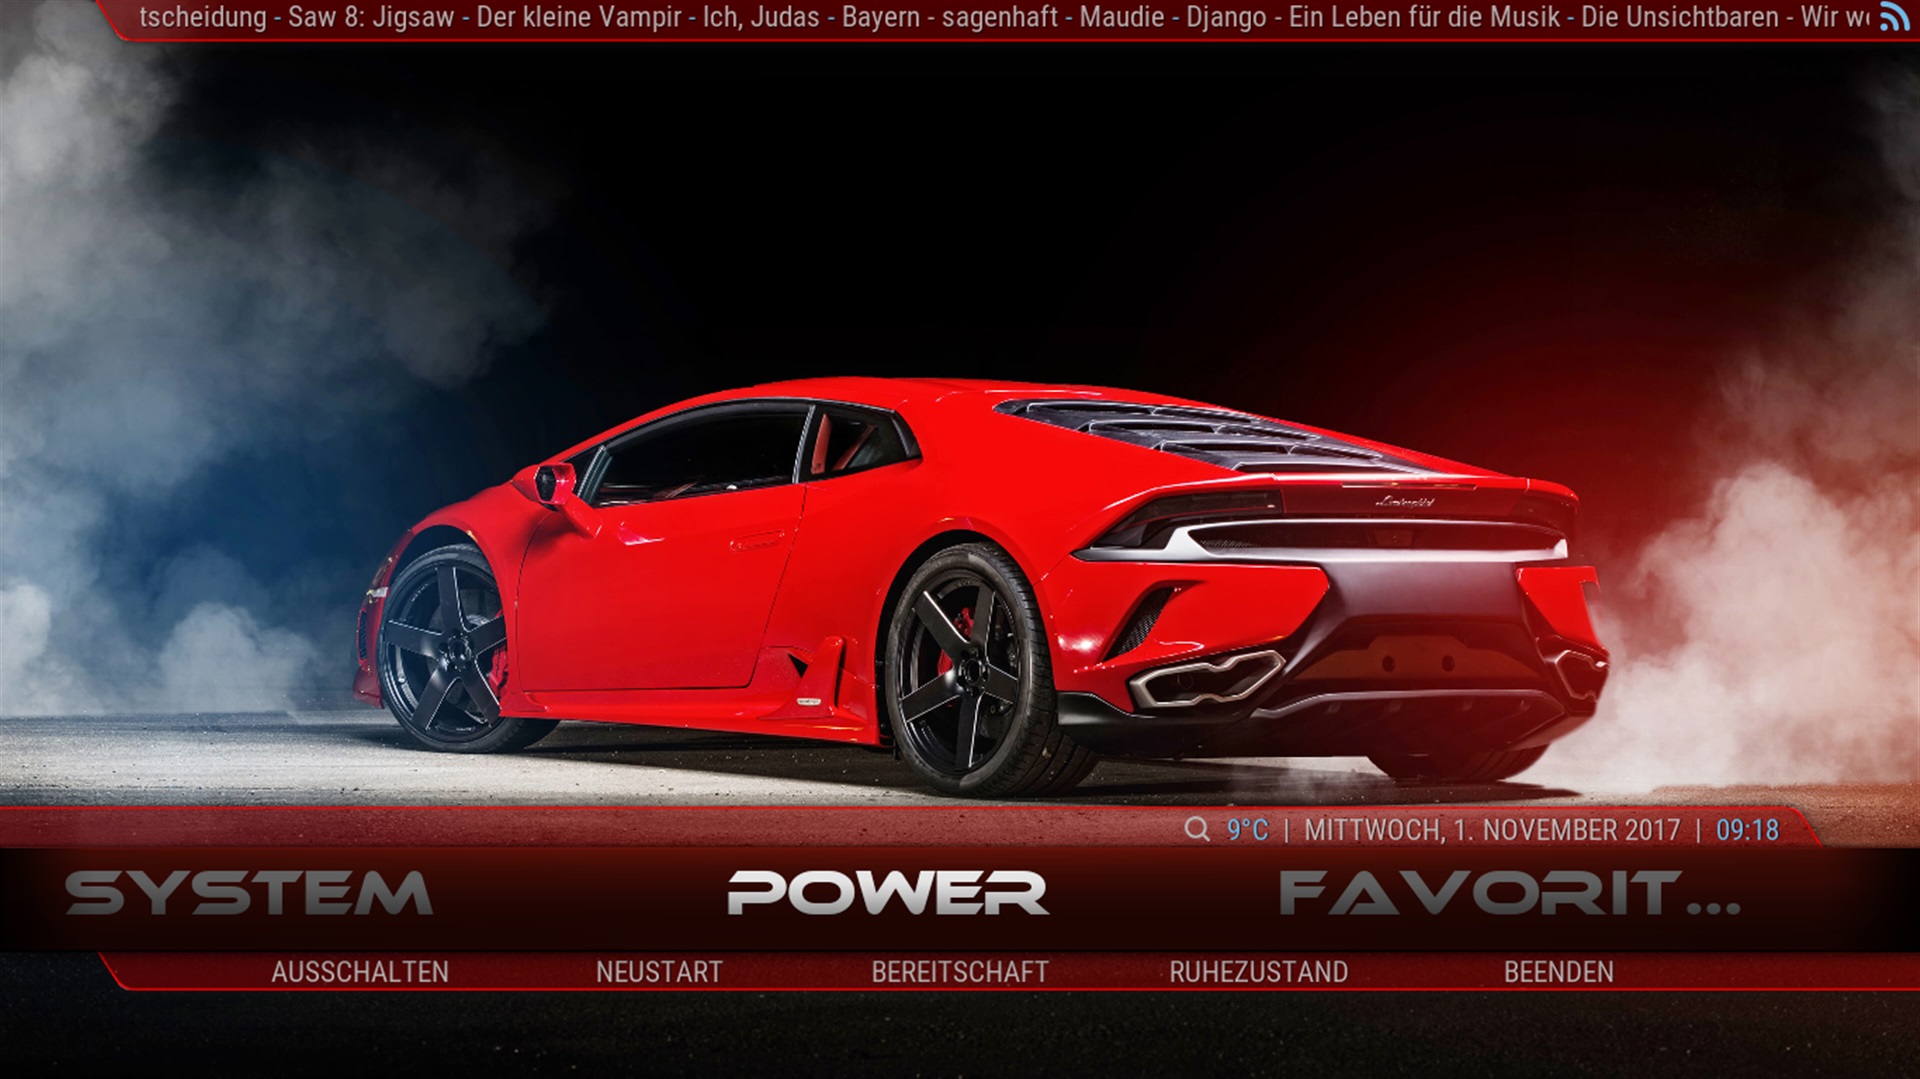 tscheidung - Saw 8: Jigsaw - Der kleine Vampir - Ich, Judas - Bayern - sagenhaft - Maudie - Django - Ein Leben für die Musik - Die Unsichtbaren - Wir
Lamborghini
9°C | MITTWOCH, 1. NOVEMBER 2017 | 09:18
SYSTEM POWER FAVORIT...
AUSSCHALTEN NEUSTART BEREITSCHAFT RUHEZUSTAND BEENDEN